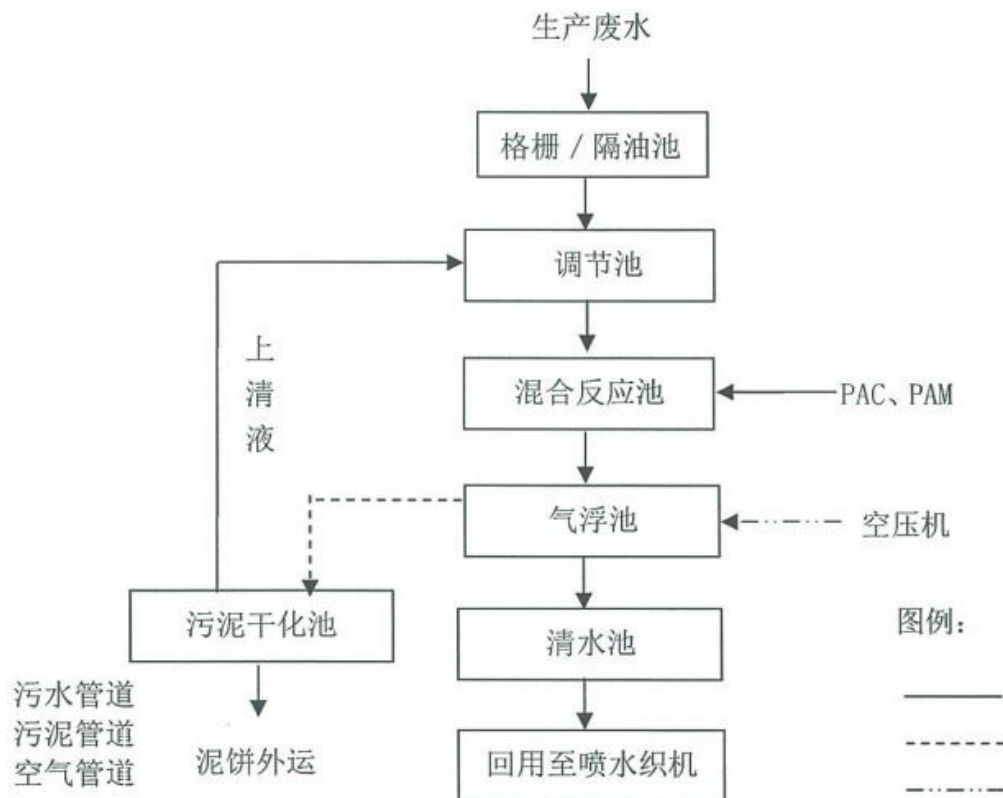 生产废水
格栅 / 隔油池
调节池
上
清
液
混合反应池
PAC、PAM
气浮池
空压机
污泥干化池
清水池
图例：
污水管道
污泥管道
空气管道
泥饼外运
回用至喷水织机